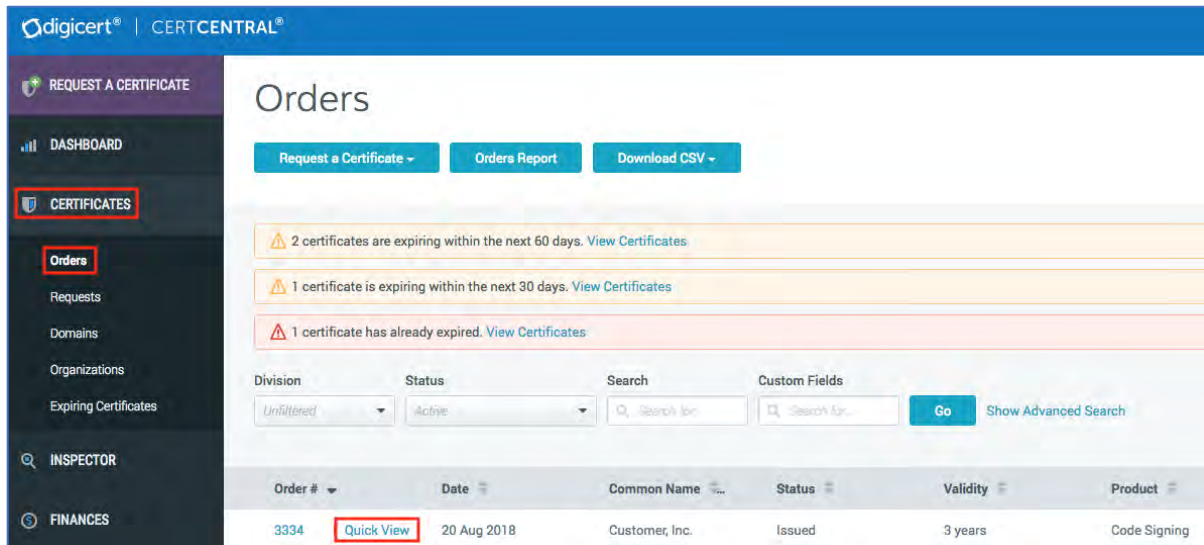 digicert® | CERTCENTRAL®
REQUEST A CERTIFICATE
DASHBOARD
CERTIFICATES
Orders
Requests
Domains
Organizations
Expiring Certificates
INSPECTOR
FINANCES
Orders
Request a Certificate
Orders Report
Download CSV
2 certificates are expiring within the next 60 days. View Certificates
1 certificate is expiring within the next 30 days. View Certificates
1 certificate has already expired. View Certificates
Division Status Search Custom Fields
Unfiltered Active Search for... Search for... Go Show Advanced Search
Order # Date Common Name ... Status Validity Product
3334 Quick View 20 Aug 2018 Customer, Inc. Issued 3 years Code Signing